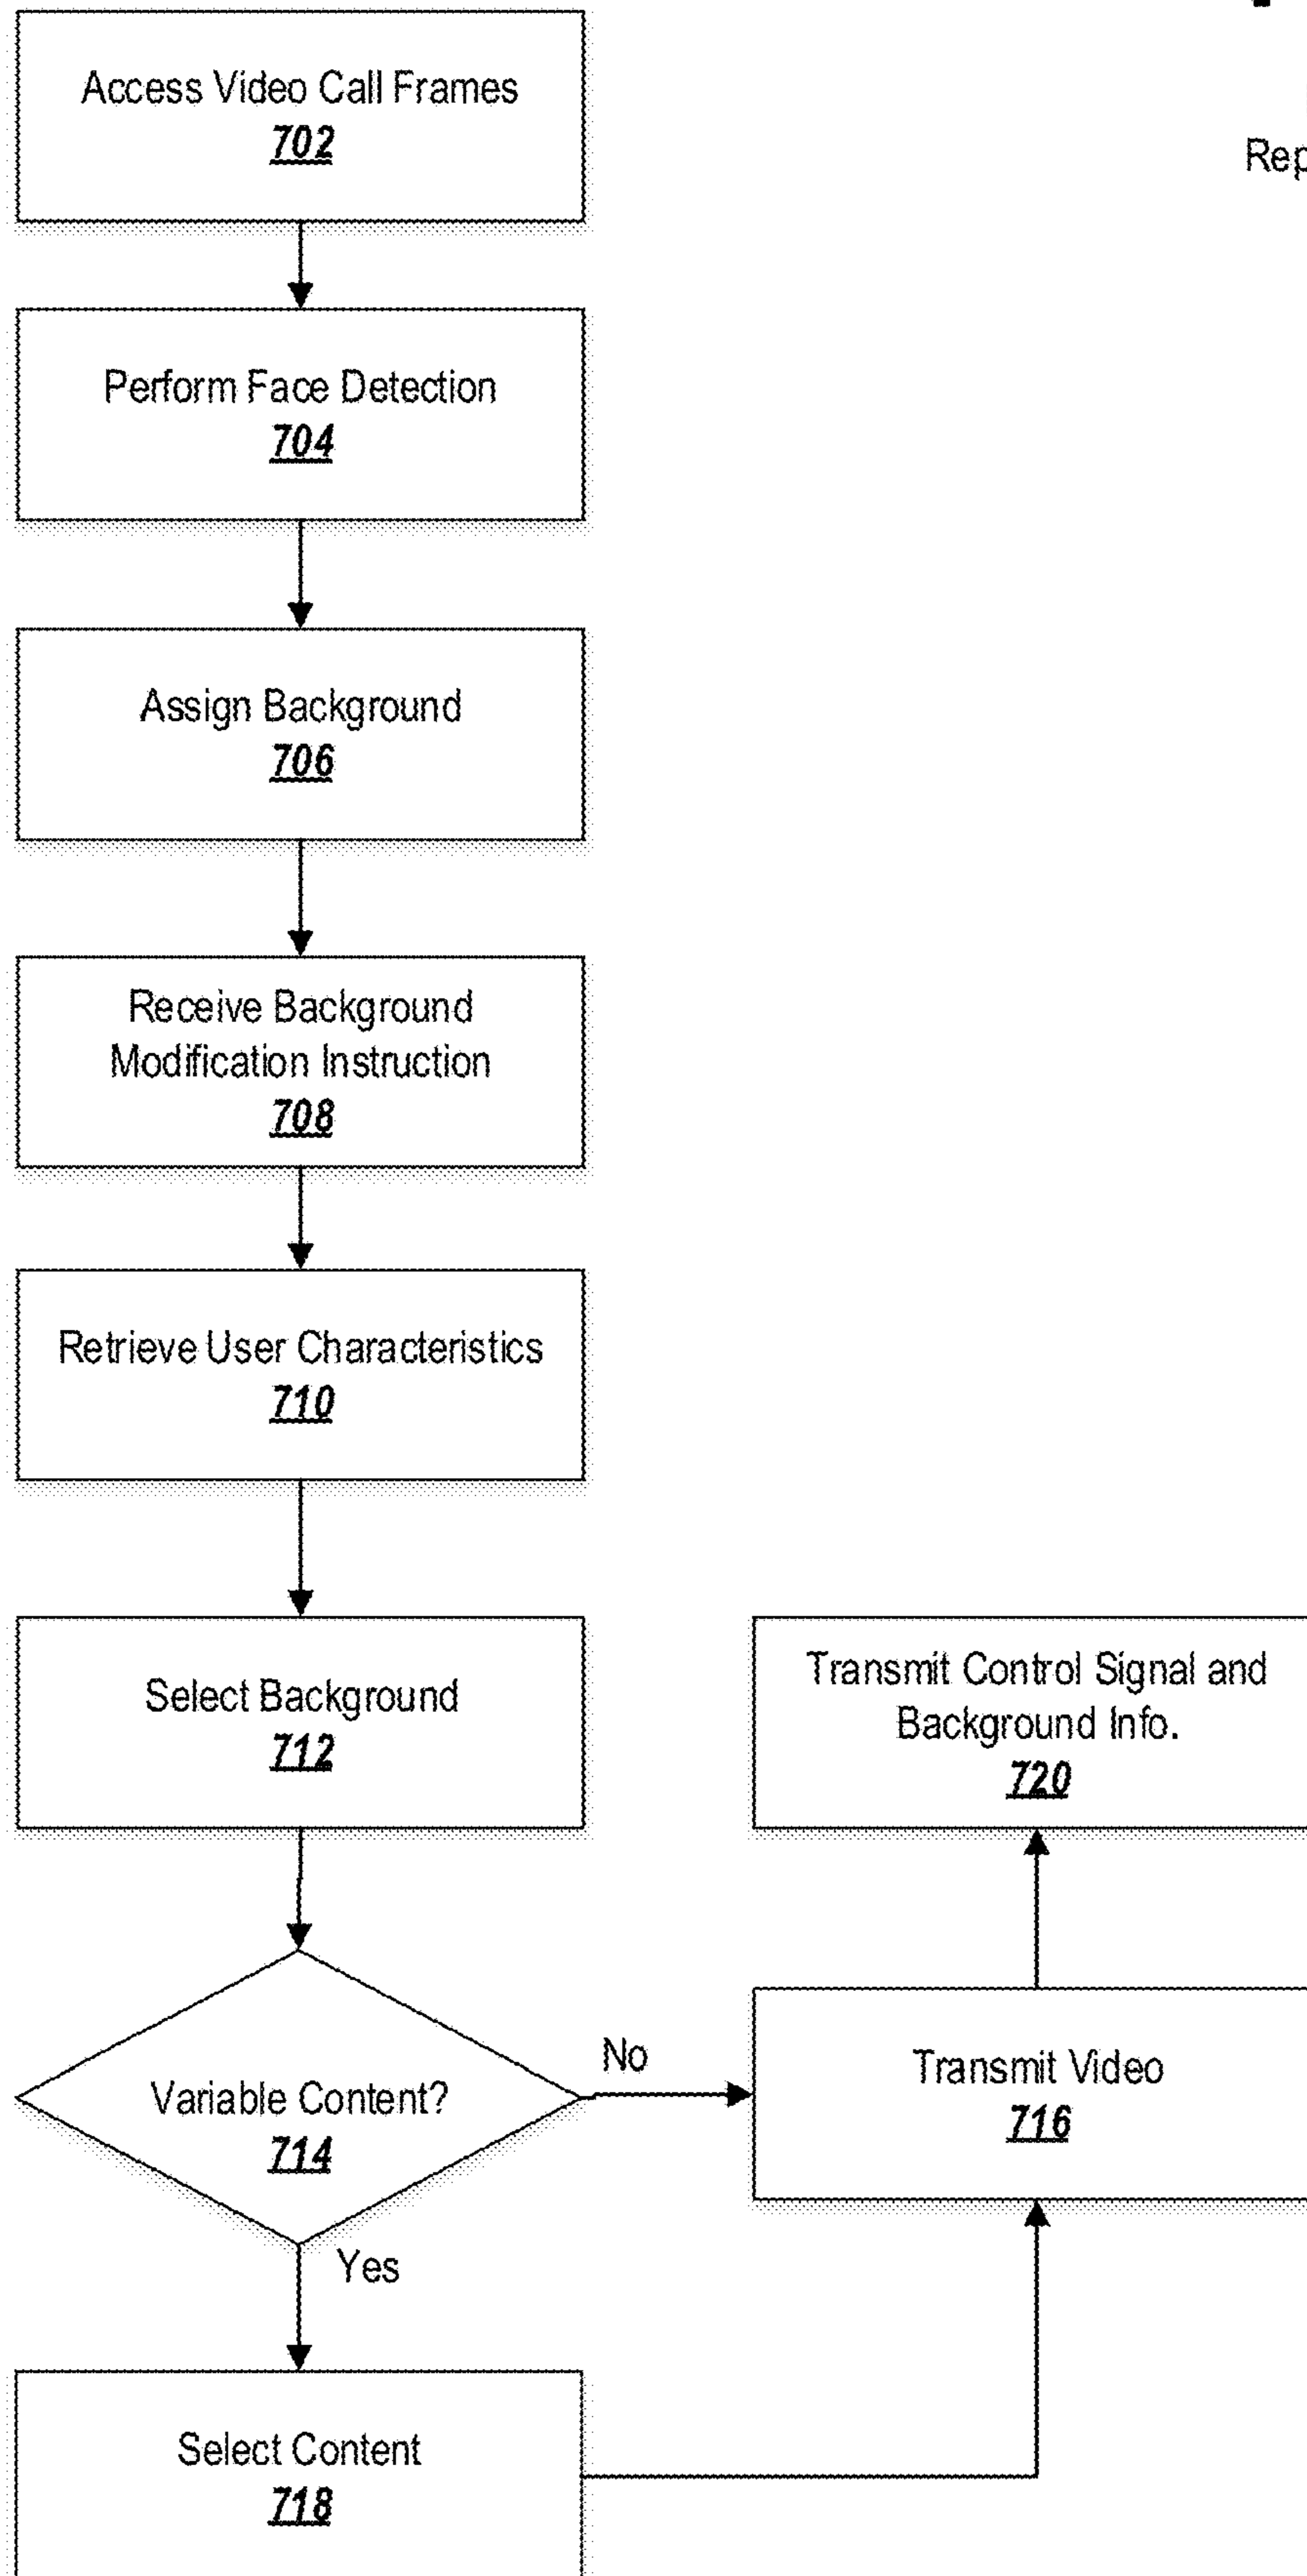 Access Video Call Frames
702
Perform Face Detection
704
Assign Background
706
Receive Background
Modification Instruction
708
Retrieve User Characteristics
710
Select Background
712
Transmit Control Signal and
Background Info.
720
Variable Content?
714
No
Transmit Video
716
Yes
Select Content
718